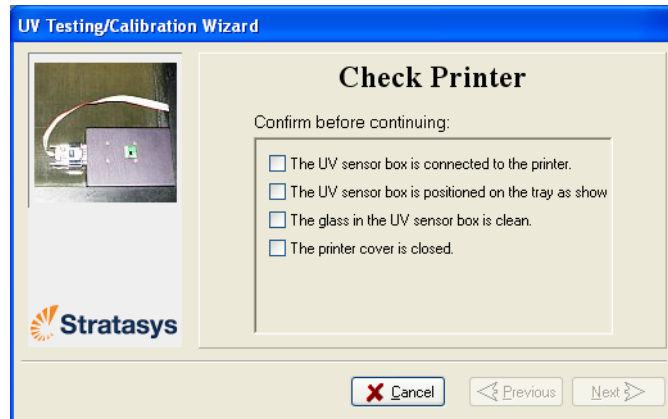 UV Testing/Calibration Wizard
Check Printer
Confirm before continuing:
The UV sensor box is connected to the printer.
The UV sensor box is positioned on the tray as show
The glass in the UV sensor box is clean.
The printer cover is closed.
Stratasys
Cancel
Previous
Next